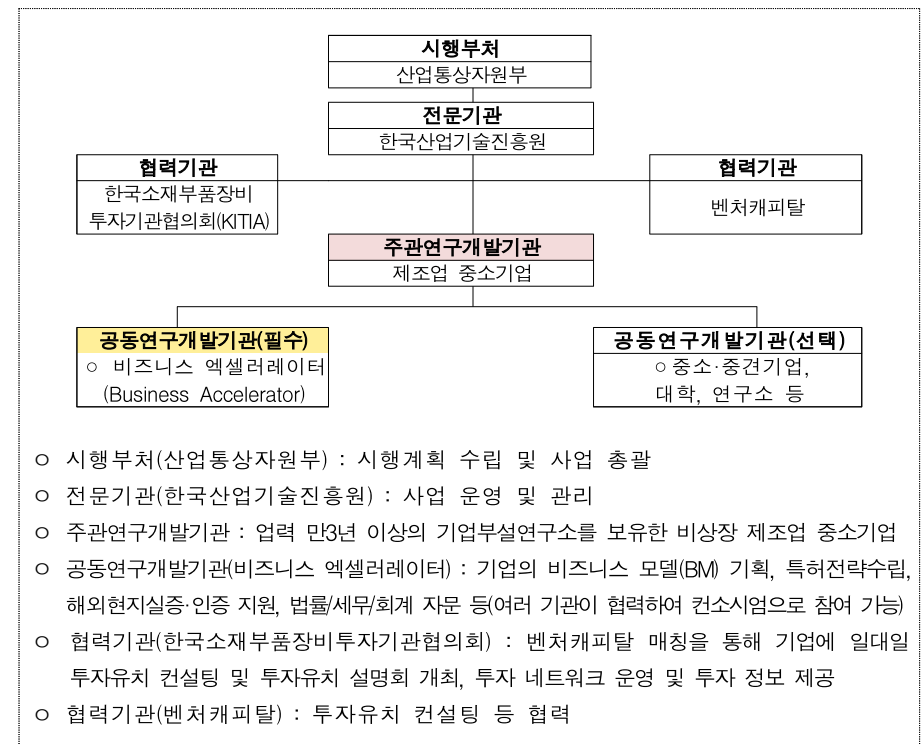 시행부처
산업통상자원부
전문기관
한국산업기술진흥원
협력기관
한국소재부품장비
투자기관협의회(KITIA)
협력기관
벤처캐피탈
주관연구개발기관
제조업 중소기업
공동연구개발기관(필수)
○ 비즈니스 엑셀러레이터
(Business Accelerator)
공동연구개발기관(선택)
○ 중소·중견기업,
대학, 연구소 등
○ 시행부처(산업통상자원부) : 시행계획 수립 및 사업 총괄
○ 전문기관(한국산업기술진흥원) : 사업 운영 및 관리
○ 주관연구개발기관 : 업력 만3년 이상의 기업부설연구소를 보유한 비상장 제조업 중소기업
○ 공동연구개발기관(비즈니스 엑셀러레이터) : 기업의 비즈니스 모델(BM) 기획, 특허전략수립,
해외현지실증·인증 지원, 법률/세무/회계 자문 등(여러 기관이 협력하여 컨소시엄으로 참여 가능)
○ 협력기관(한국소재부품장비투자기관협의회) : 벤처캐피탈 매칭을 통해 기업에 일대일
투자유치 컨설팅 및 투자유치 설명회 개최, 투자 네트워크 운영 및 투자 정보 제공
○ 협력기관(벤처캐피탈) : 투자유치 컨설팅 등 협력